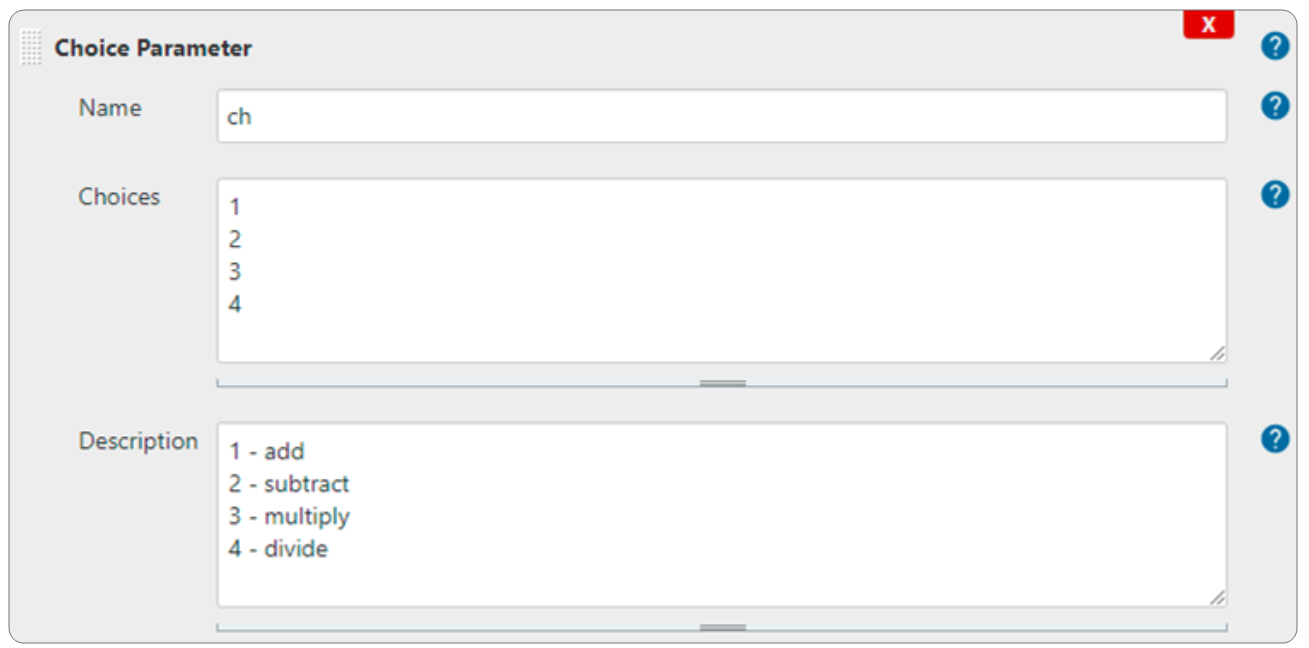 X
Choice Parameter
?
Name
ch
?
Choices
1
2
3
4
?
Description
1 - add
2 - subtract
3 - multiply
4 - divide
?